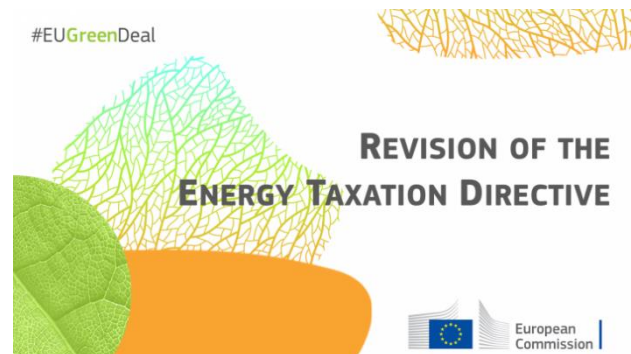 #EUGreenDeal
REVISION OF THE
ENERGY TAXATION DIRECTIVE
European
Commission